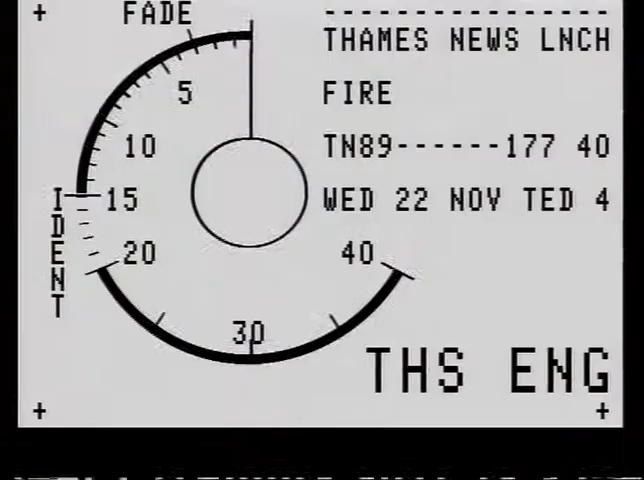 FADE
5
10
15
20
30
40
IDENT
----------------
THAMES NEWS LNCH
FIRE
TN89------177 40
WED 22 NOV TED 4
THS ENG